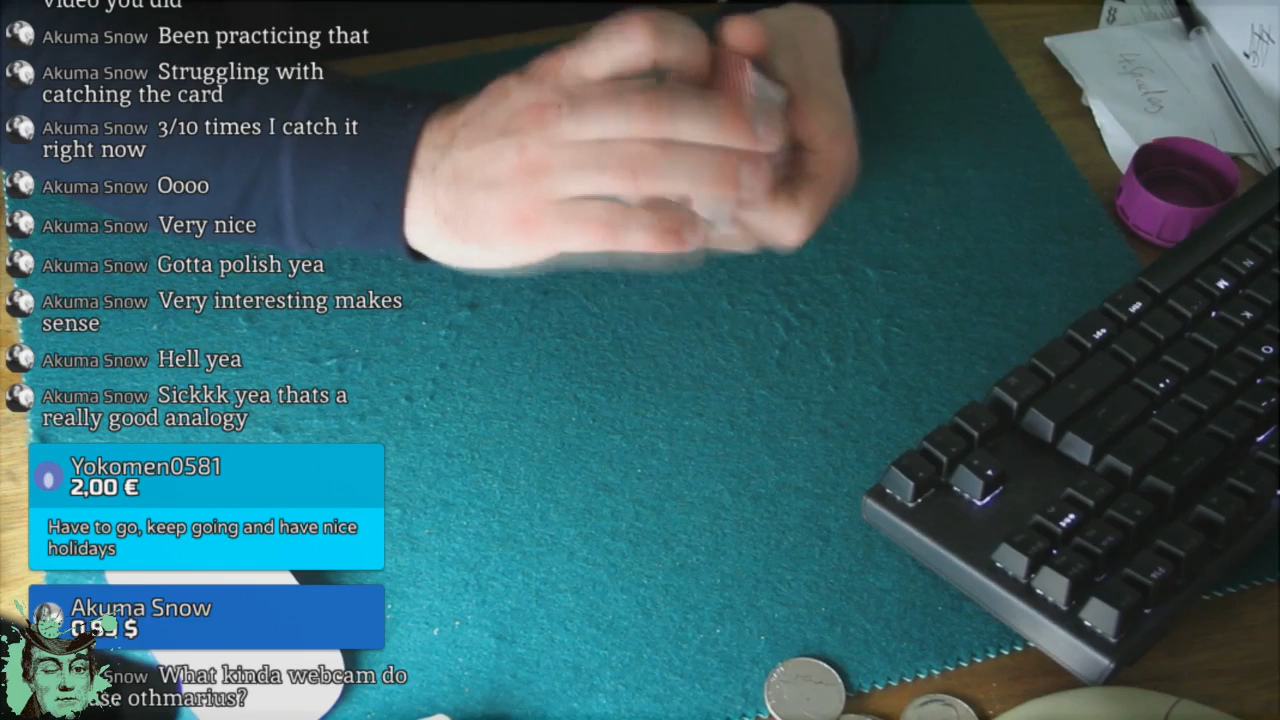 video you did
Akuma Snow Been practicing that
Akuma Snow Struggling with
catching the card
Akuma Snow 3/10 times I catch it
right now
Akuma Snow Oooo
Akuma Snow Very nice
Akuma Snow Gotta polish yea
Akuma Snow Very interesting makes
sense
Akuma Snow Hell yea
Akuma Snow Sickkk yea thats a
really good analogy
Yokomen0581
2,00 €
Have to go, keep going and have nice
holidays
Akuma Snow
$
Snow What kinda webcam do
othmarius?